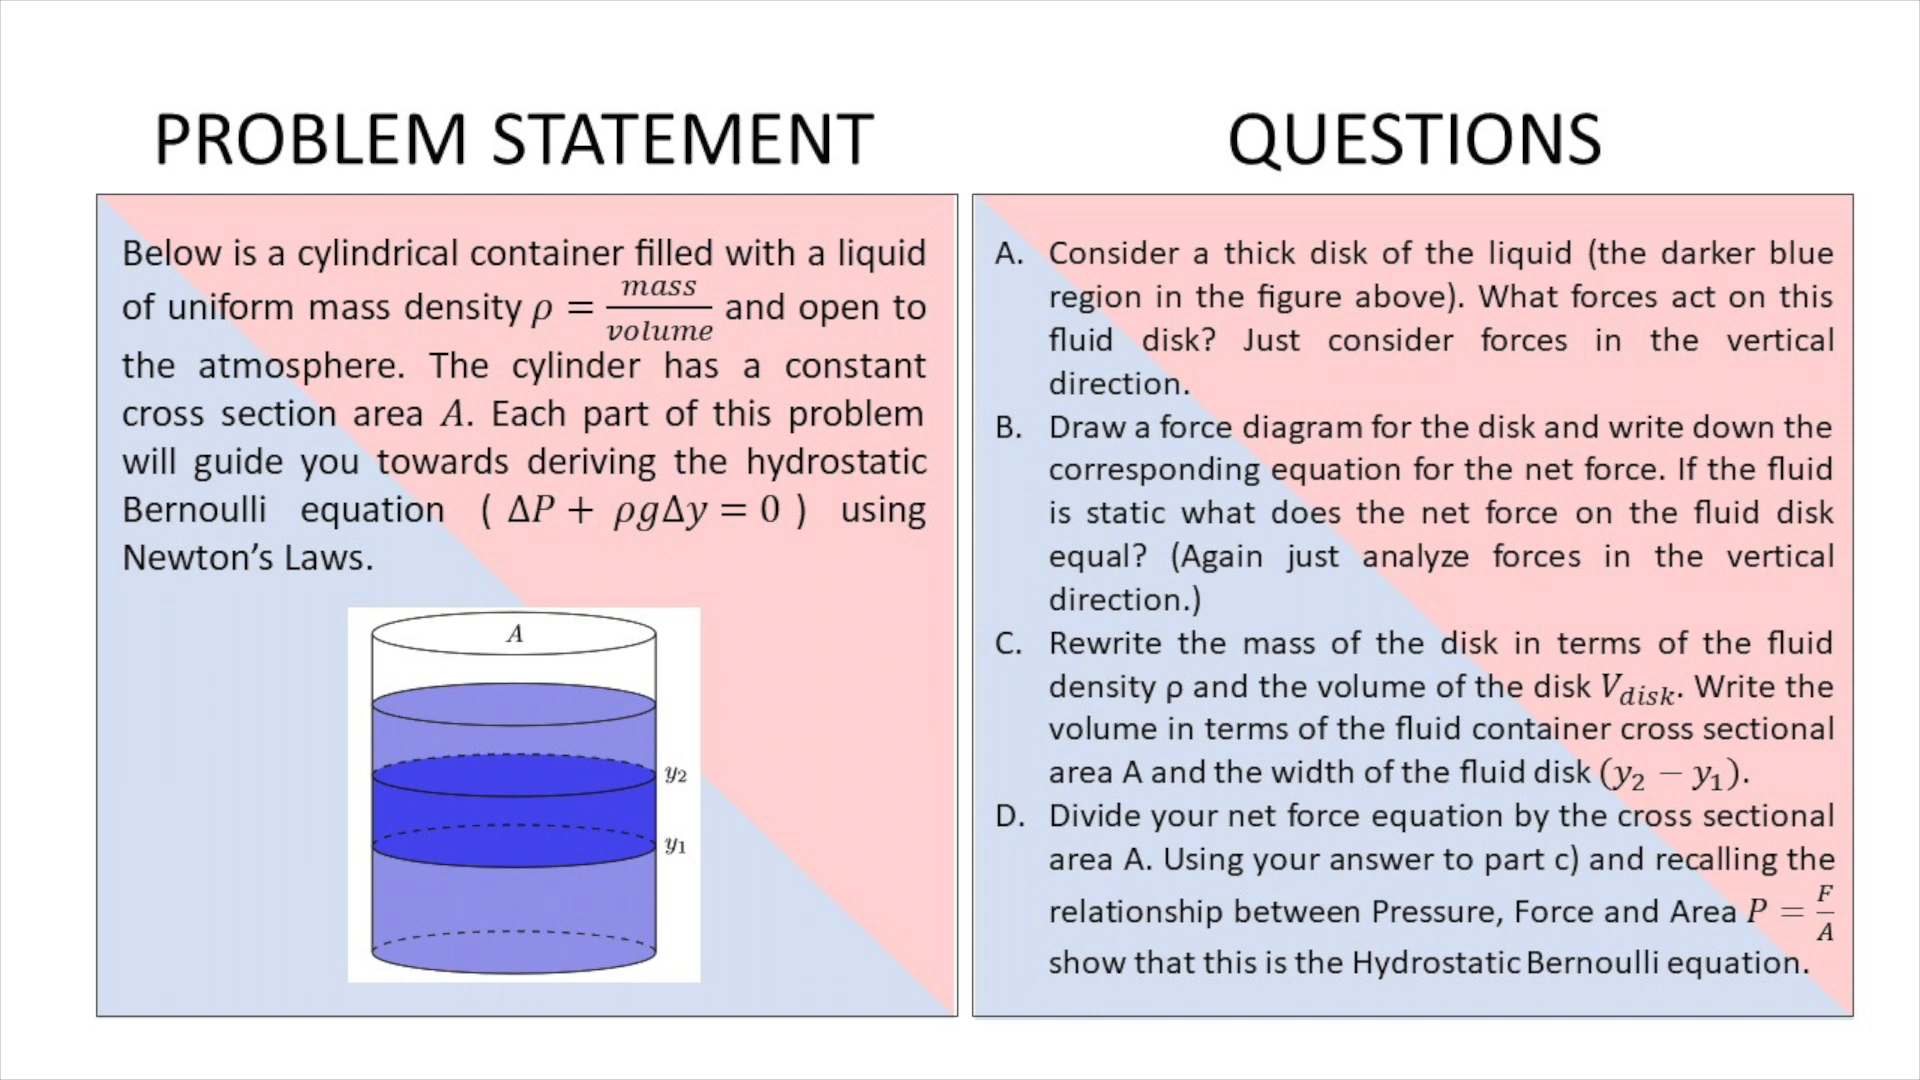 PROBLEM STATEMENT
Below is a cylindrical container filled with a liquid
of uniform mass density ρ = mass/volume and open to
the atmosphere. The cylinder has a constant
cross section area A. Each part of this problem
will guide you towards deriving the hydrostatic
Bernoulli equation ( ΔP + ρgΔy = 0 ) using
Newton's Laws.
A
y₂
y₁
QUESTIONS
A. Consider a thick disk of the liquid (the darker blue
region in the figure above). What forces act on this
fluid disk? Just consider forces in the vertical
direction.
B. Draw a force diagram for the disk and write down the
corresponding equation for the net force. If the fluid
is static what does the net force on the fluid disk
equal? (Again just analyze forces in the vertical
direction.)
C. Rewrite the mass of the disk in terms of the fluid
density ρ and the volume of the disk V_disk. Write the
volume in terms of the fluid container cross sectional
area A and the width of the fluid disk (y₂ − y₁).
D. Divide your net force equation by the cross sectional
area A. Using your answer to part c) and recalling the
relationship between Pressure, Force and Area P = F/A
show that this is the Hydrostatic Bernoulli equation.